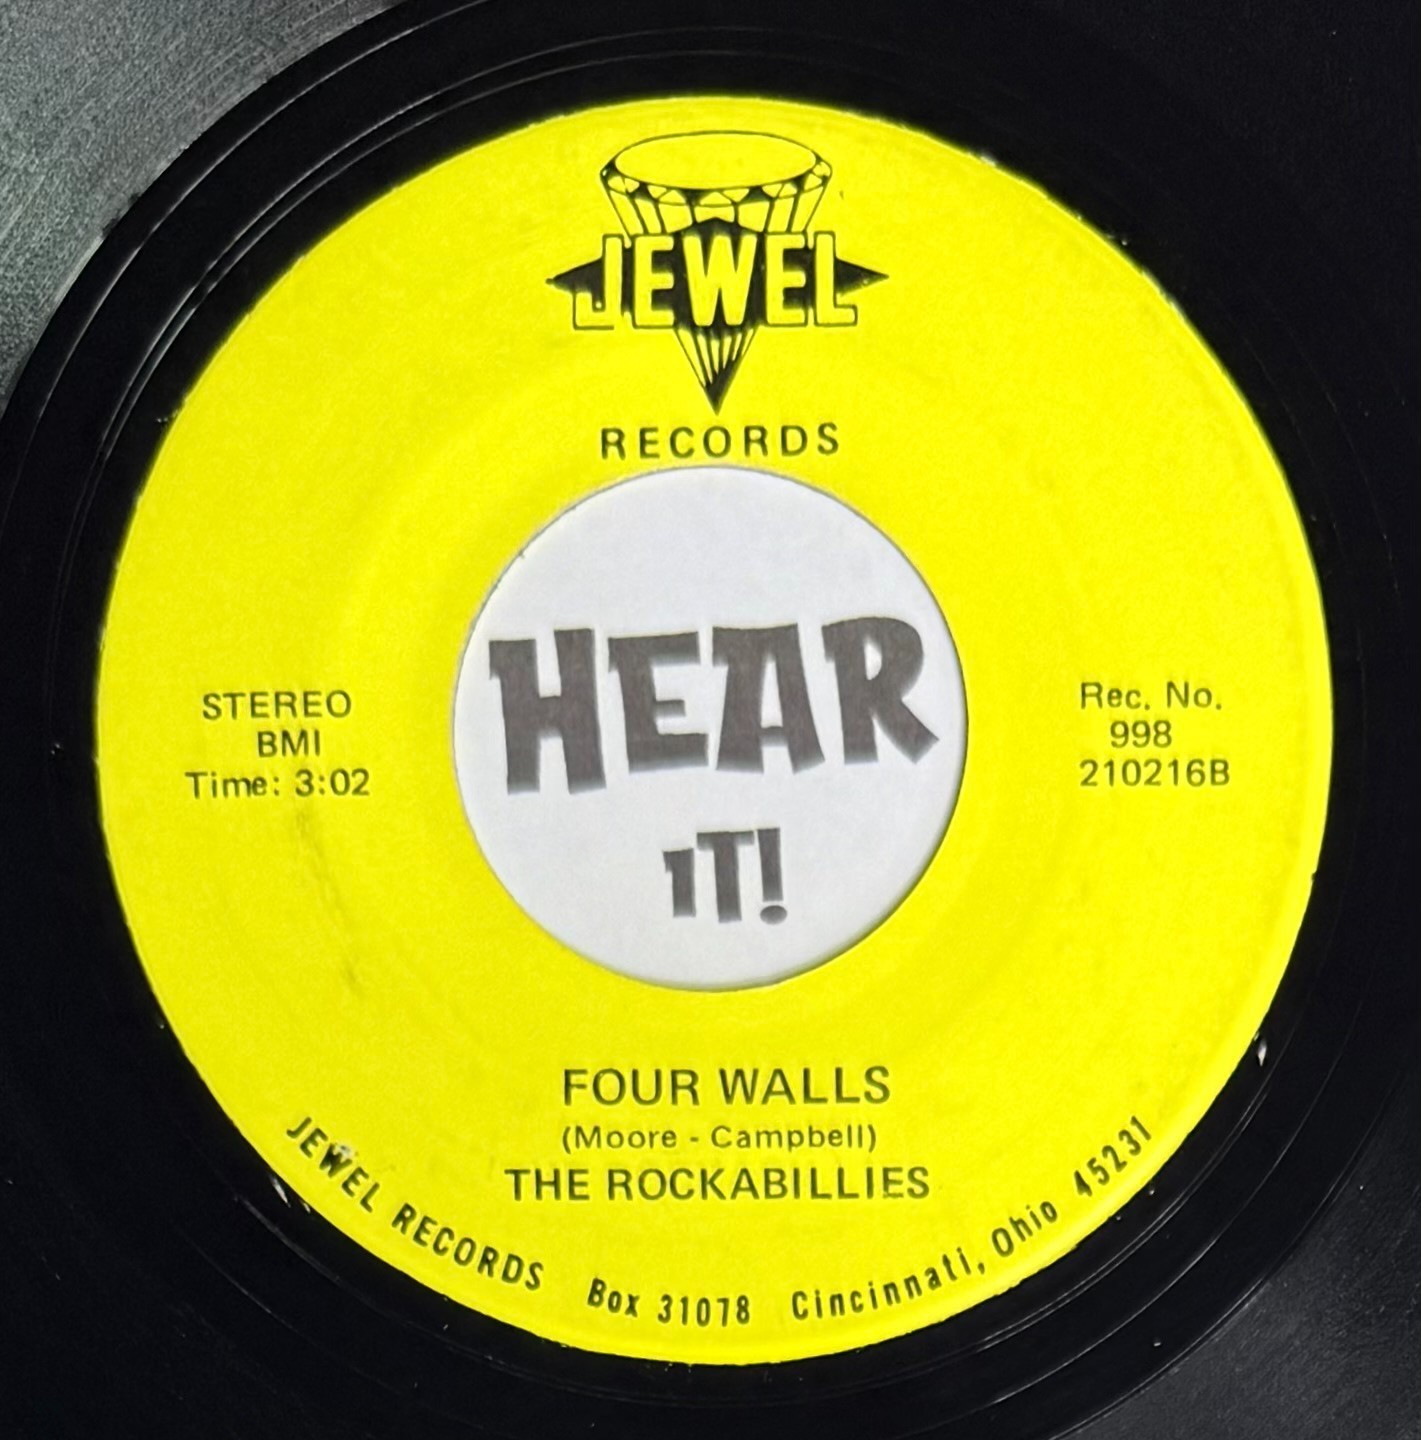 JEWEL
RECORDS
HEAR
IT!
STEREO
BMI
Time: 3:02
Rec. No.
998
210216B
FOUR WALLS
(Moore - Campbell)
THE ROCKABILLIES
JEWEL RECORDS Box 31078 Cincinnati, Ohio 45231